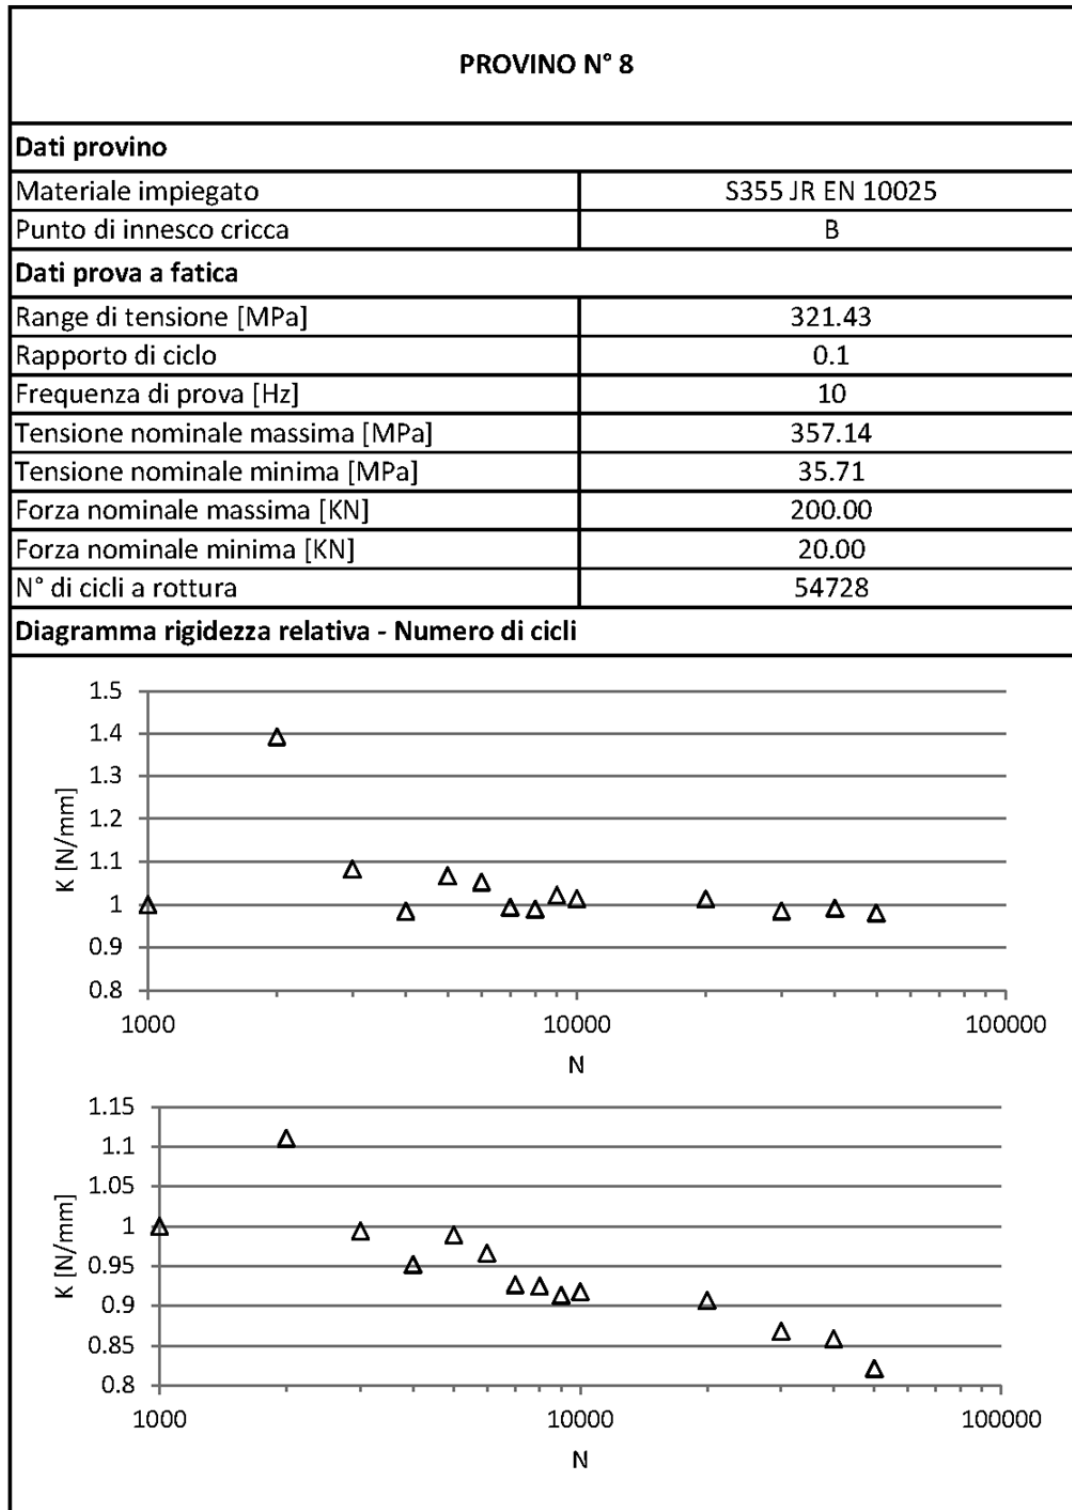 PROVINO N° 8
Dati provino
Materiale impiegato S355 JR EN 10025
Punto di innesco cricca B
Dati prova a fatica
Range di tensione [MPa] 321.43
Rapporto di ciclo 0.1
Frequenza di prova [Hz] 10
Tensione nominale massima [MPa] 357.14
Tensione nominale minima [MPa] 35.71
Forza nominale massima [KN] 200.00
Forza nominale minima [KN] 20.00
N° di cicli a rottura 54728
Diagramma rigidezza relativa - Numero di cicli
1.5
1.4
1.3
1.2
1.1
1
0.9
0.8
K [N/mm]
1000 10000 100000
N
1.15
1.1
1.05
1
0.95
0.9
0.85
0.8
K [N/mm]
1000 10000 100000
N